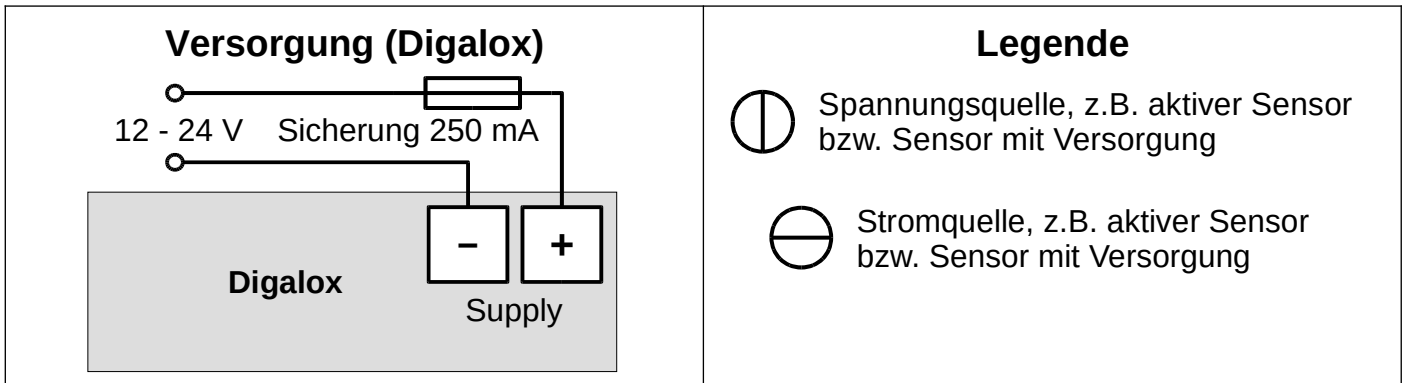 Versorgung (Digalox)
12 - 24 V Sicherung 250 mA
− +
Digalox
Supply
Legende
Spannungsquelle, z.B. aktiver Sensor
bzw. Sensor mit Versorgung
Stromquelle, z.B. aktiver Sensor
bzw. Sensor mit Versorgung